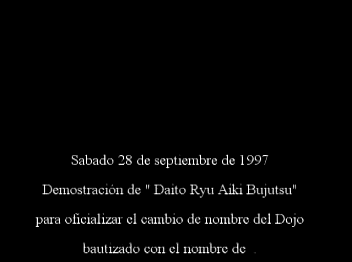 Sabado 28 de septiembre de 1997
Demostración de " Daito Ryu Aiki Bujutsu"
para oficializar el cambio de nombre del Dojo
bautizado con el nombre de .